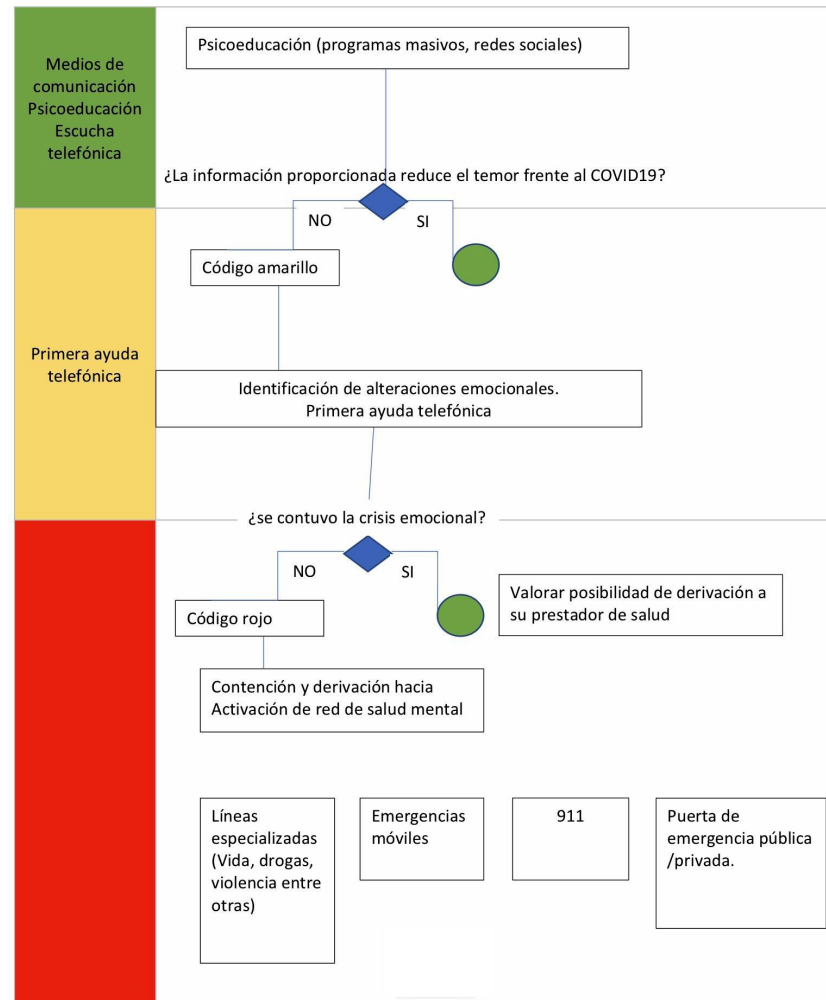 Medios de
comunicación
Psicoeducación
Escucha
telefónica
Psicoeducación (programas masivos, redes sociales)
¿La información proporcionada reduce el temor frente al COVID19?
NO
SI
Código amarillo
Primera ayuda
telefónica
Identificación de alteraciones emocionales.
Primera ayuda telefónica
¿se contuvo la crisis emocional?
NO
SI
Código rojo
Valorar posibilidad de derivación a
su prestador de salud
Contención y derivación hacia
Activación de red de salud mental
Líneas
especializadas
(Vida, drogas,
violencia entre
otras)
Emergencias
móviles
911
Puerta de
emergencia pública
/privada.